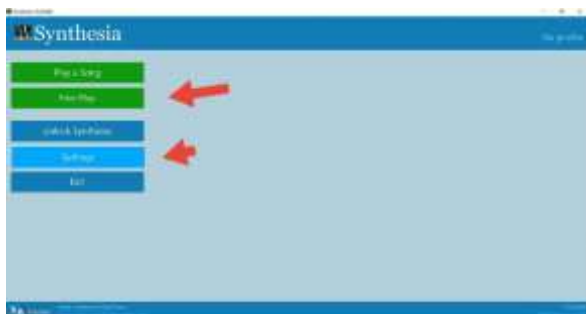 Synthesia
Play a Song
Free Play
Unlock Synthesia
Settings
Exit